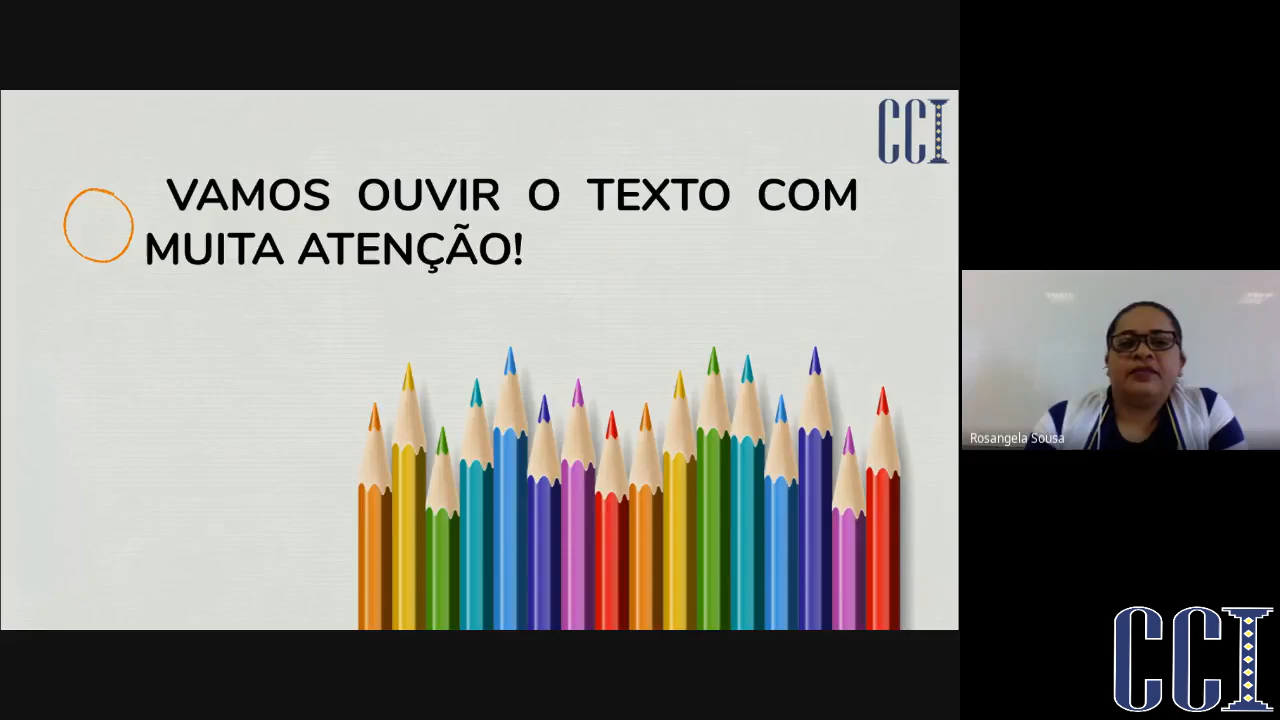 CCI
VAMOS OUVIR O TEXTO COM
MUITA ATENÇÃO!
Rosangela Sousa
CCI